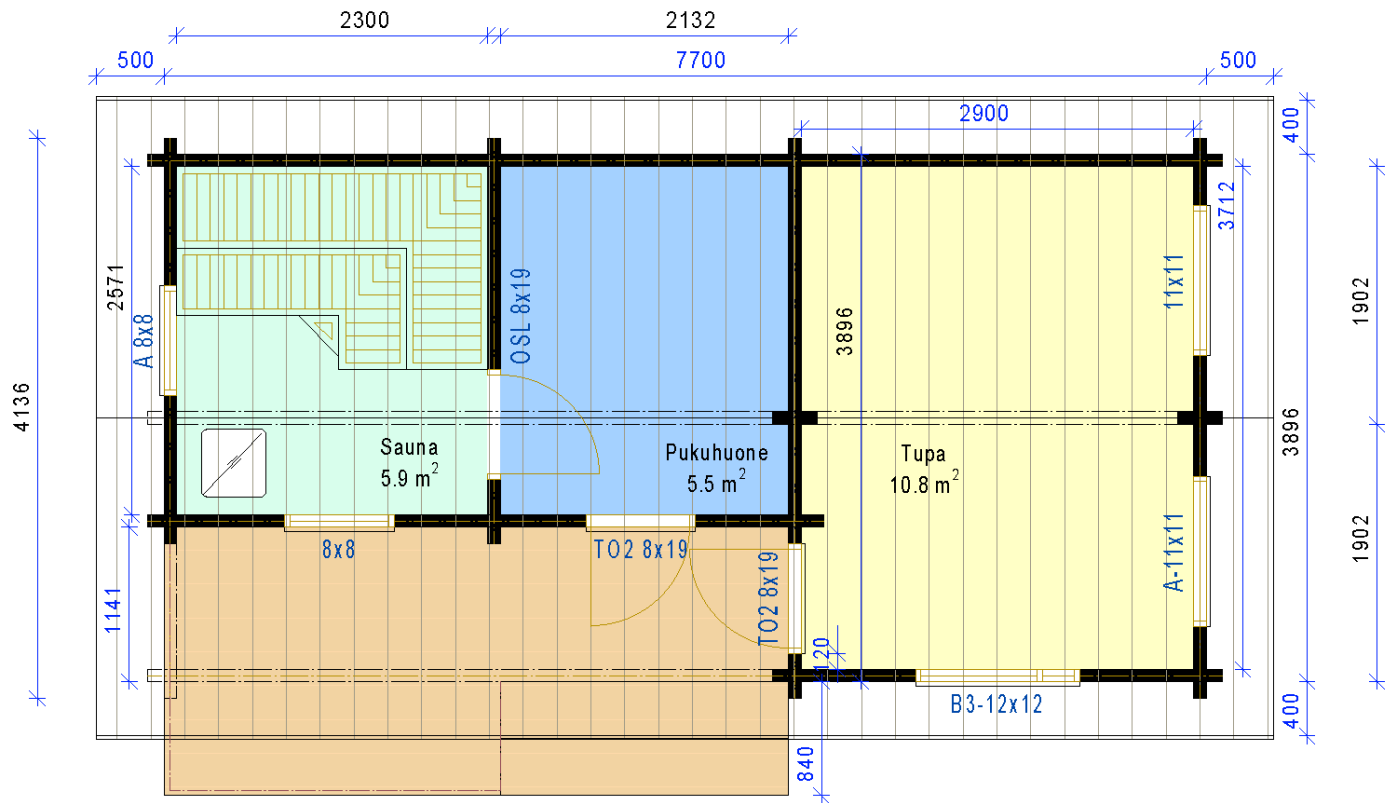 2300
2132
500
7700
500
2900
400
3712
2571
OSL 8x19
11x11
A 8x8
3896
1902
4136
Sauna
5.9 m²
Pukuhuone
5.5 m²
Tupa
10.8 m²
3896
8x8
TO2 8x19
TO2 8x19
A-11x11
1902
1141
120
B3-12x12
400
840